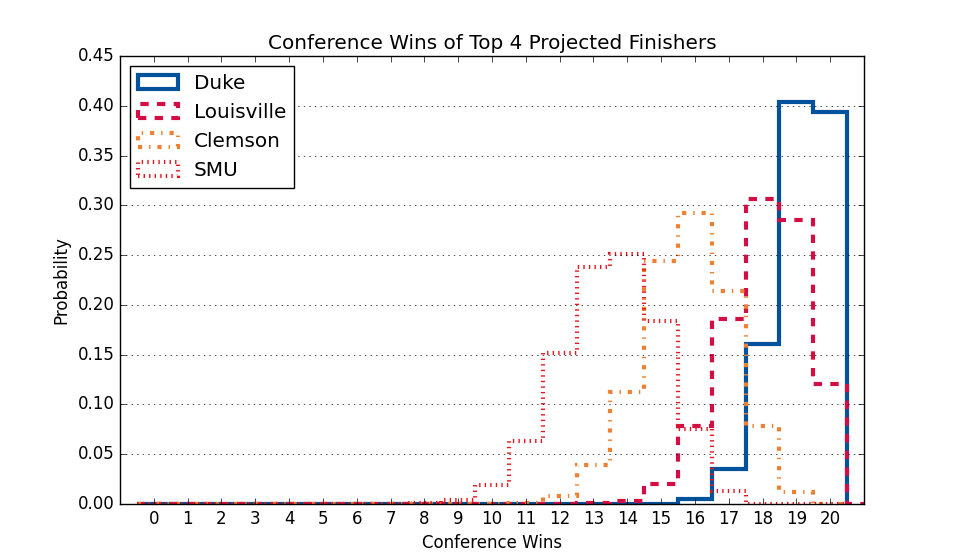 Conference Wins of Top 4 Projected Finishers
0.45
0.40
0.35
0.30
0.25
0.20
0.15
0.10
0.05
0.00
Probability
Duke
Louisville
Clemson
SMU
0 1 2 3 4 5 6 7 8 9 10 11 12 13 14 15 16 17 18 19 20
Conference Wins